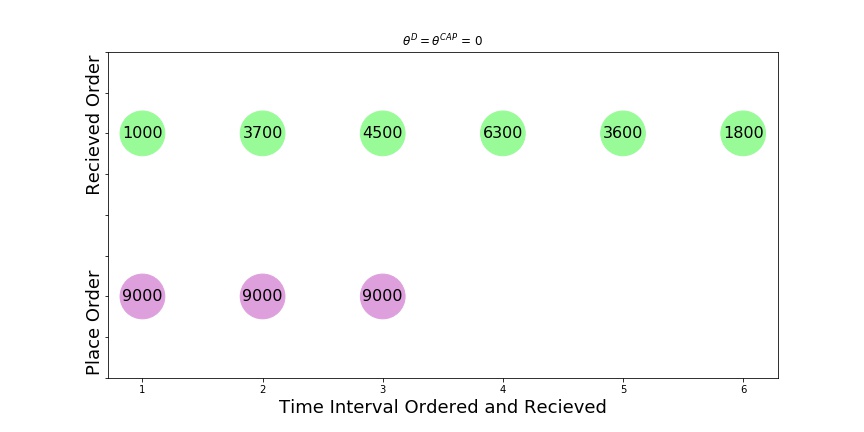 θ^D = θ^CAP = 0
Recieved Order
1000 3700 4500 6300 3600 1800
Place Order
9000 9000 9000
1 2 3 4 5 6
Time Interval Ordered and Recieved